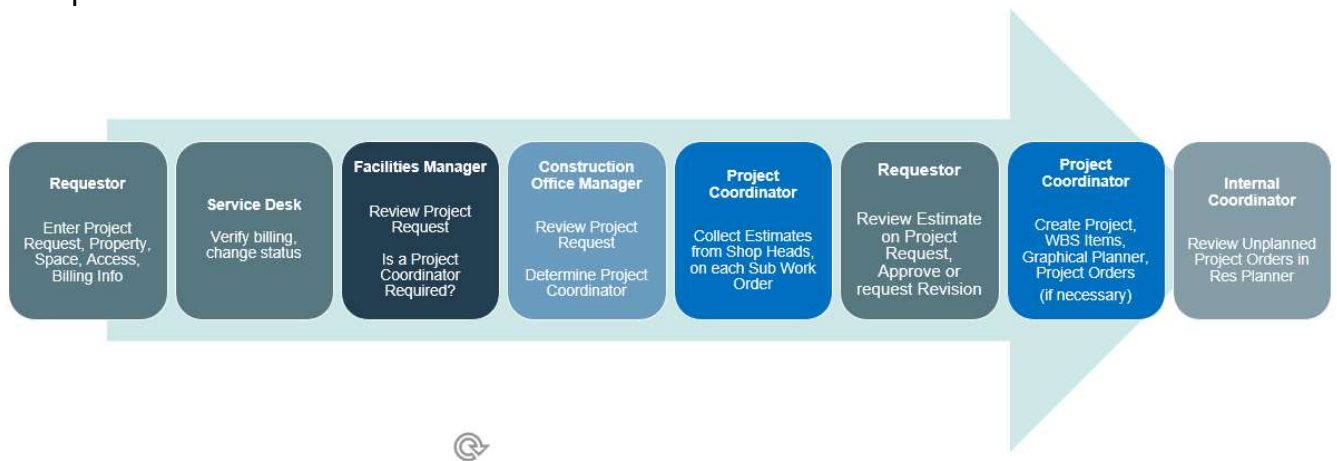 Requestor
Enter Project
Request, Property,
Space, Access,
Billing Info
Service Desk
Verify billing,
change status
Facilities Manager
Review Project
Request
Is a Project
Coordinator
Required?
Construction
Office Manager
Review Project
Request
Determine Project
Coordinator
Project
Coordinator
Collect Estimates
from Shop Heads,
on each Sub Work
Order
Requestor
Review Estimate
on Project
Request,
Approve or
request Revision
Project
Coordinator
Create Project,
WBS Items,
Graphical Planner,
Project Orders
(if necessary)
Internal
Coordinator
Review Unplanned
Project Orders in
Res Planner